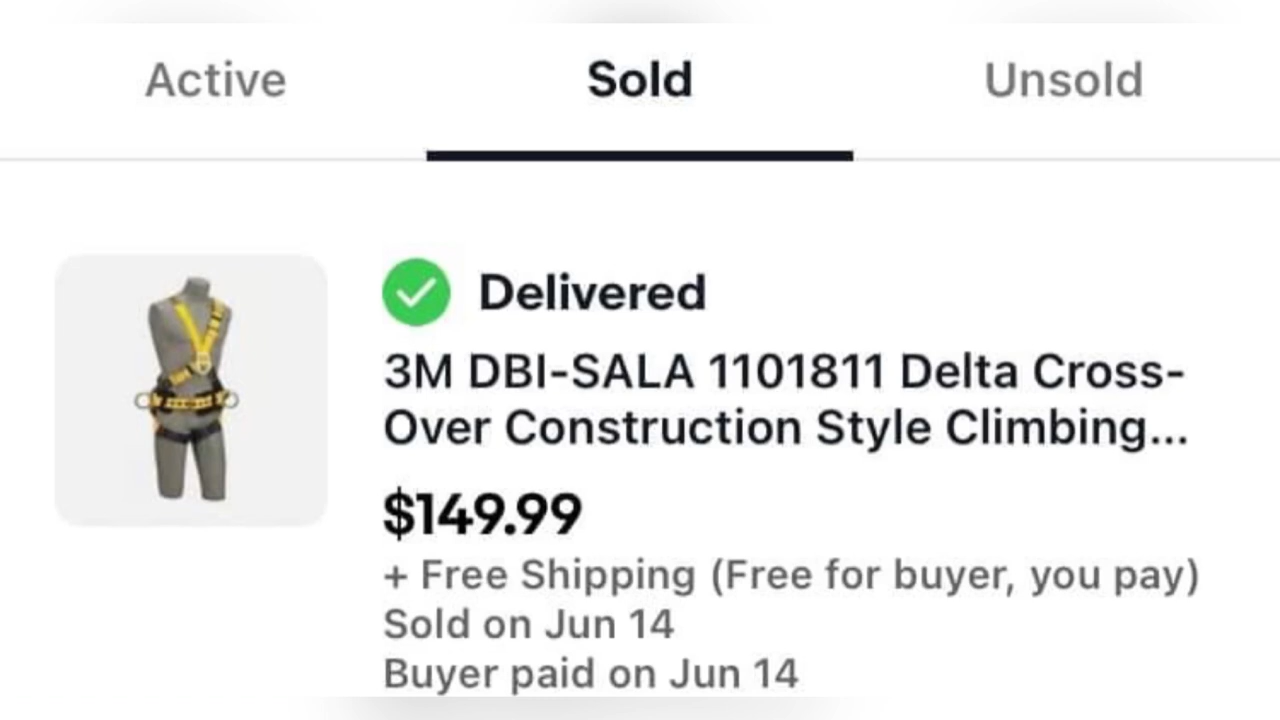 Active
Sold
Unsold
Delivered
3M DBI-SALA 1101811 Delta Cross-
Over Construction Style Climbing...
$149.99
+ Free Shipping (Free for buyer, you pay)
Sold on Jun 14
Buyer paid on Jun 14